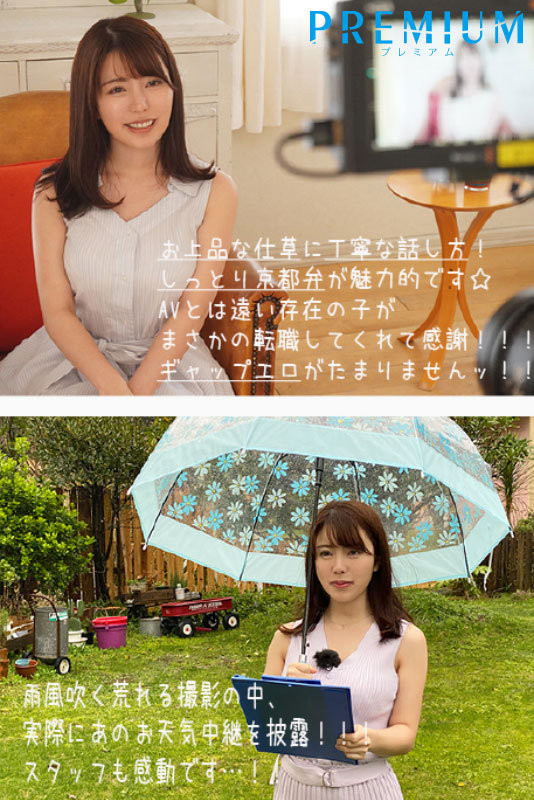 PREMIUM
プレミアム
お上品な仕草に丁寧な話し方！
しっとり京都弁が魅力的です☆
AVとは遠い存在の子が
まさかの転職してくれて感謝！！！
ギャップエロがたまりませんッ！！
雨風吹く荒れる撮影の中、
実際にあのお天気中継を披露！！！
スタッフも感動です…！